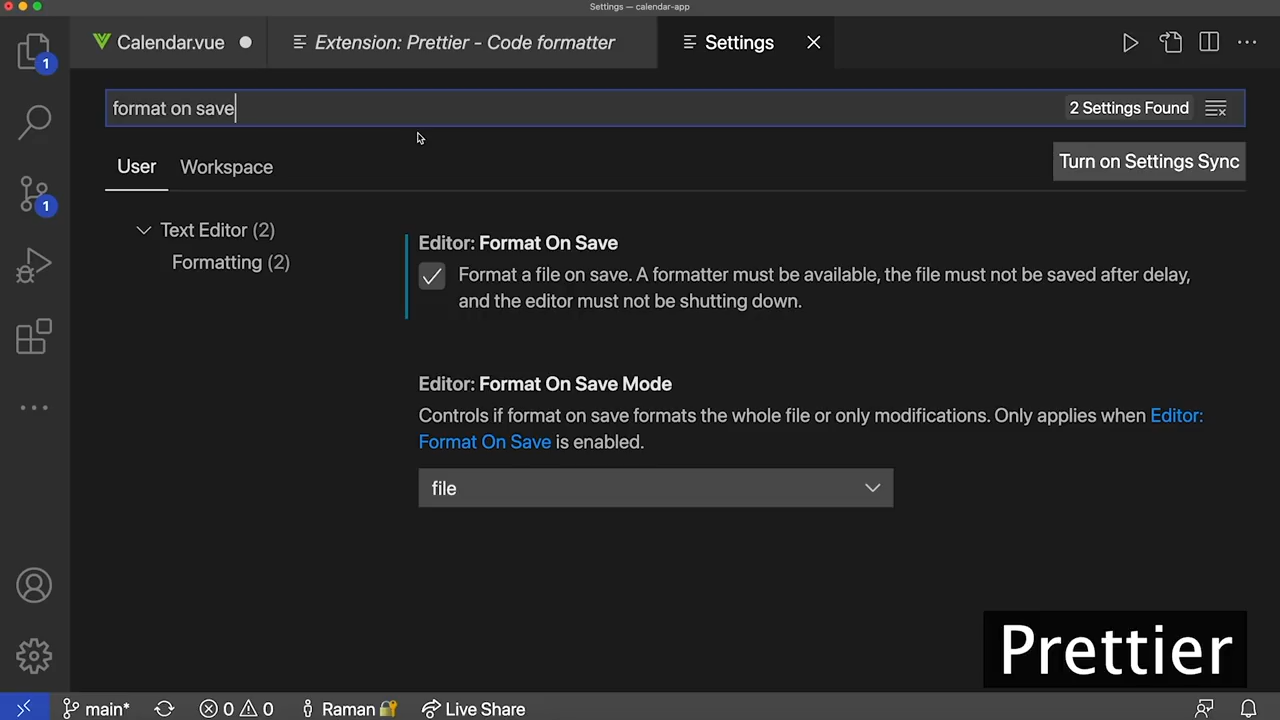 Settings — calendar-app
1
Calendar.vue
Extension: Prettier - Code formatter
Settings
format on save
2 Settings Found
User
Workspace
Turn on Settings Sync
1
Text Editor (2)
Formatting (2)
Editor: Format On Save
Format a file on save. A formatter must be available, the file must not be saved after delay,
and the editor must not be shutting down.
Editor: Format On Save Mode
Controls if format on save formats the whole file or only modifications. Only applies when Editor:
Format On Save is enabled.
file
Prettier
main*
0
0
Raman
Live Share